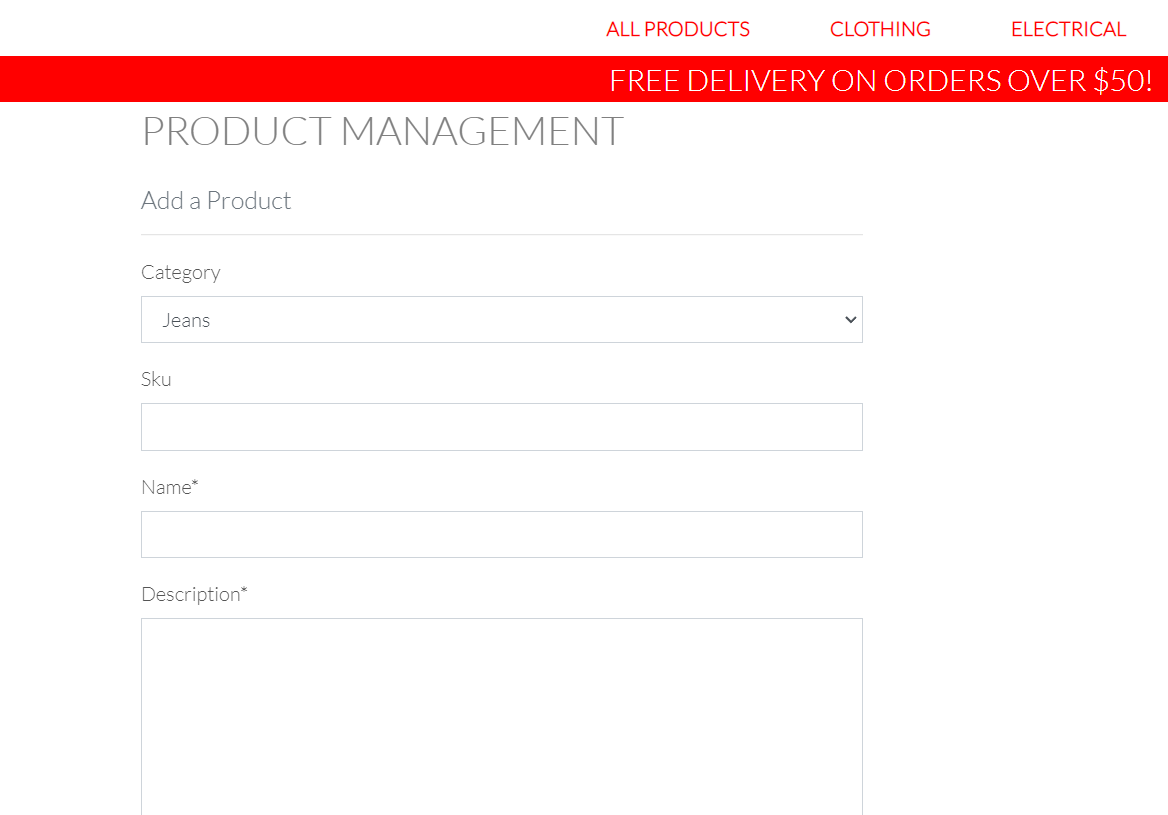 ALL PRODUCTS CLOTHING ELECTRICAL
FREE DELIVERY ON ORDERS OVER $50!
PRODUCT MANAGEMENT
Add a Product
Category
Jeans
Sku
Name*
Description*